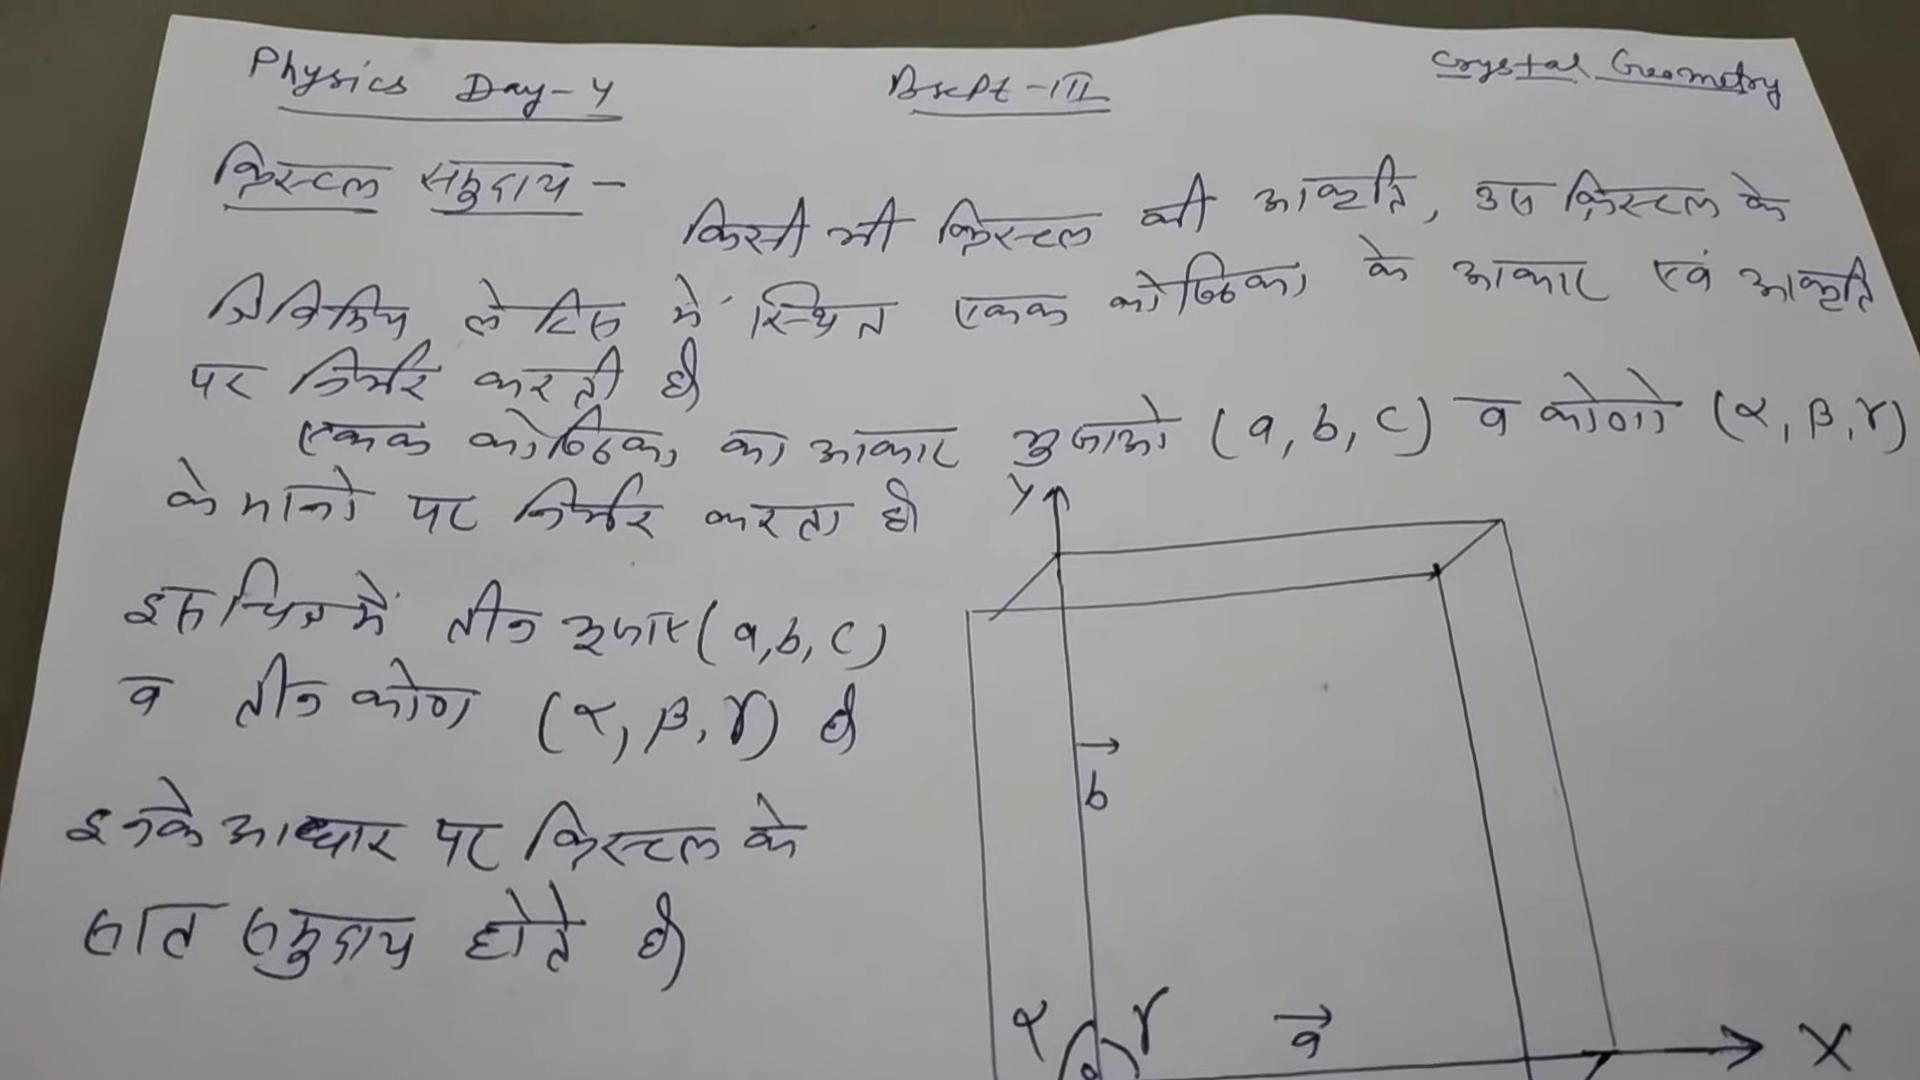 Physics Day-4
Bsc Pt-III
Crystal Geometry
क्रिस्टल समुदाय -
किसी भी क्रिस्टल की आकृति, उस क्रिस्टल के
त्रिविमिय लेटिस में स्थित एकक कोष्ठिका के आकार एवं आकृति
पर निर्भर करती है
एकक कोष्ठिका का आकार भुजाओ (a, b, c) व कोणो (α, β, γ)
के मानो पर निर्भर करता है
इस चित्र में तीन भुजाए (a, b, c)
व तीन कोण (α, β, γ) है
इनके आधार पर क्रिस्टल के
सात समुदाय होते है
y
b
α
γ
a
X